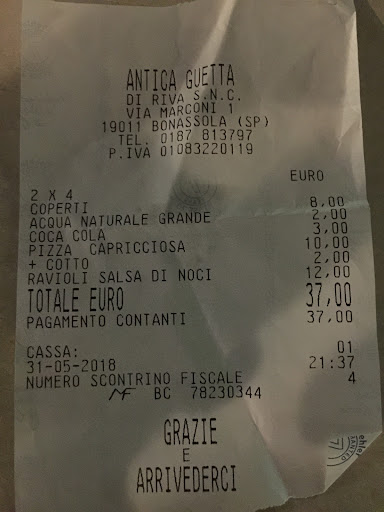 ANTICA GUETTA
DI RIVA S.N.C.
VIA MARCONI 1
19011 BONASSOLA (SP)
TEL. 0187 813797
P.IVA 01083220119
EURO
2 X 4
COPERTI 8,00
ACQUA NATURALE GRANDE 2,00
COCA COLA 3,00
PIZZA CAPRICCIOSA 10,00
+ COTTO 2,00
RAVIOLI SALSA DI NOCI 12,00
TOTALE EURO 37,00
PAGAMENTO CONTANTI 37,00
CASSA: 01
31-05-2018 21:37
NUMERO SCONTRINO FISCALE 4
MF BC 78230344
GRAZIE
E
ARRIVEDERCI